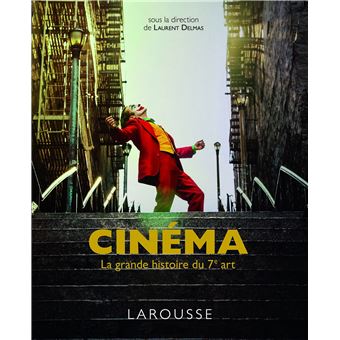 sous la direction
de LAURENT DELMAS
CINÉMA
La grande histoire du 7e art
LAROUSSE